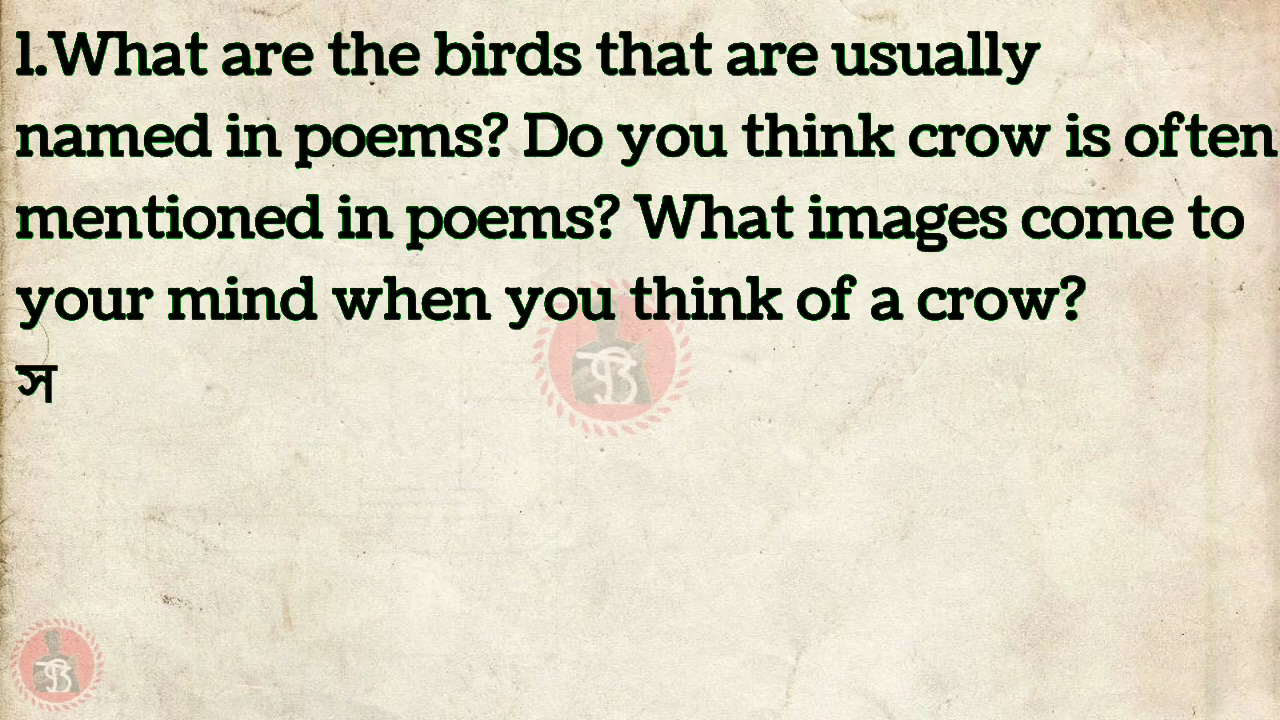 1.What are the birds that are usually
named in poems? Do you think crow is often
mentioned in poems? What images come to
your mind when you think of a crow?
স